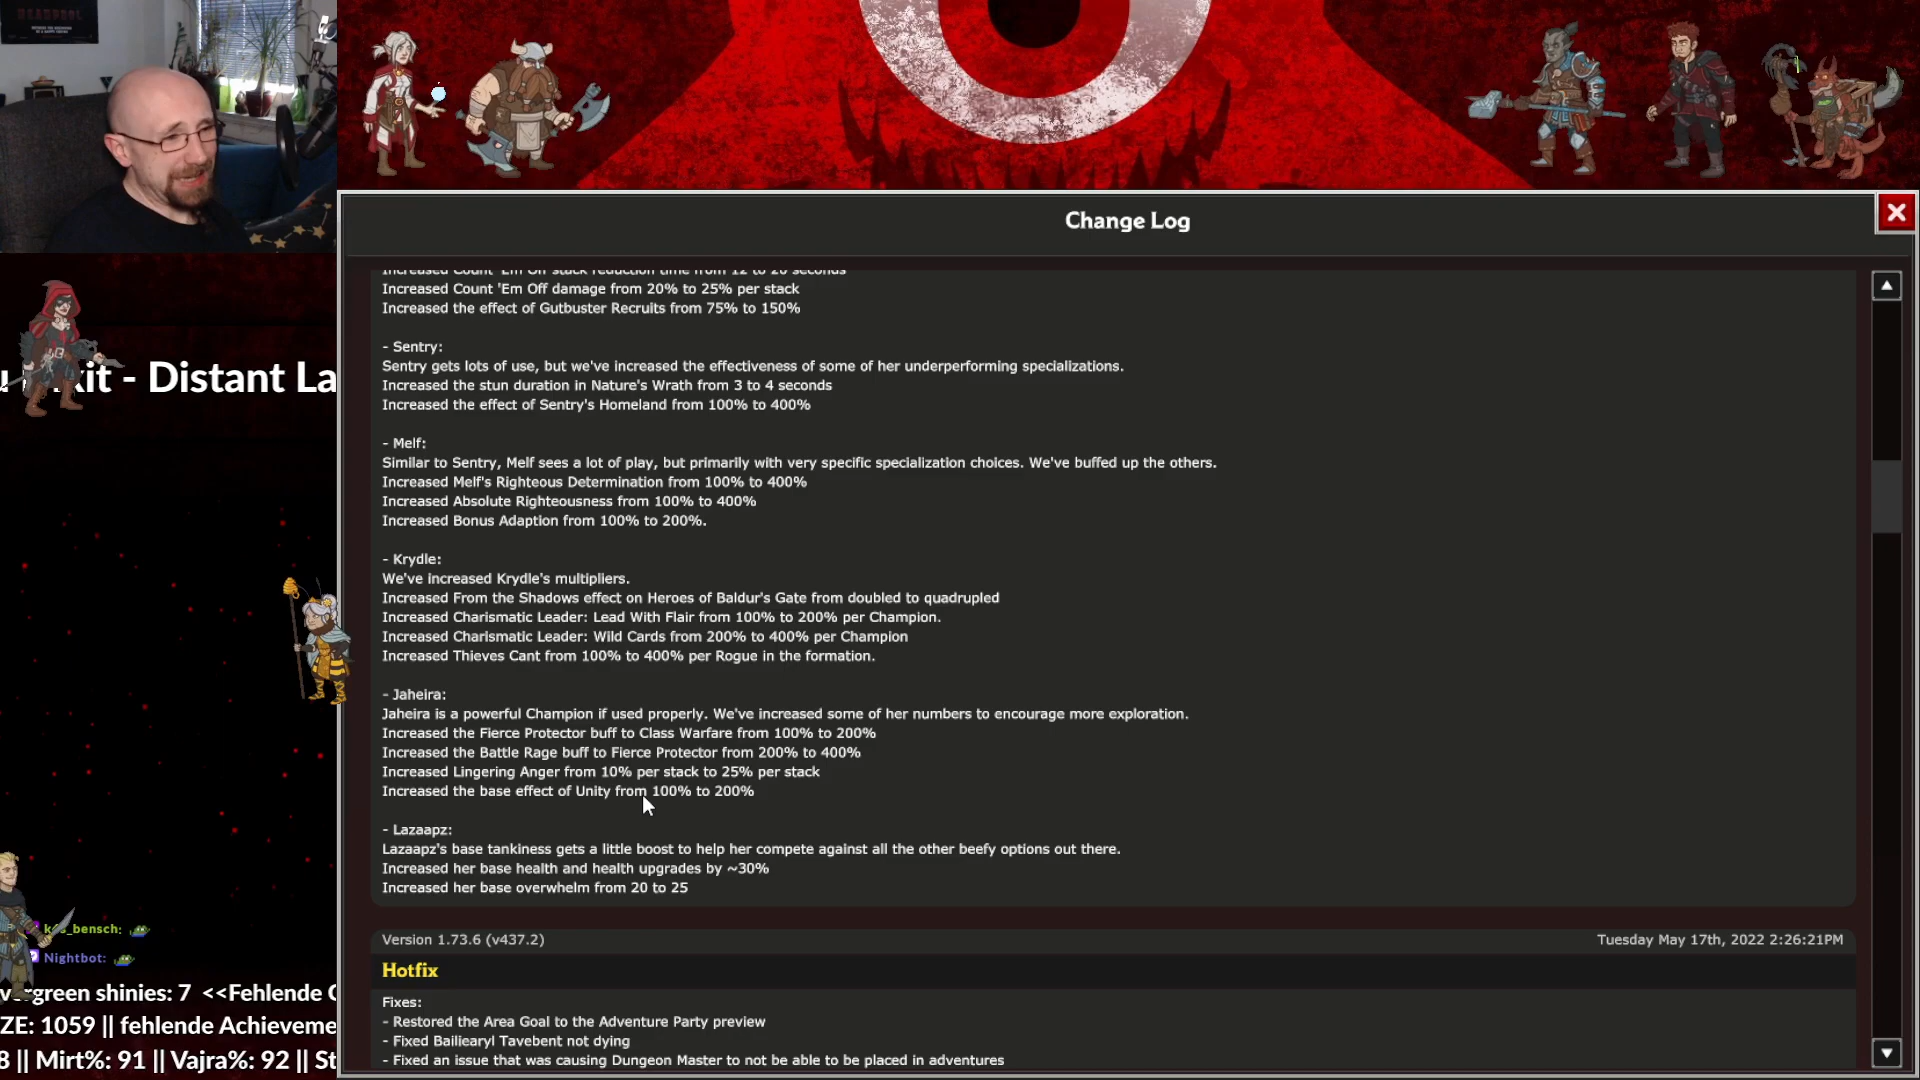 DEADPOOL
Change Log
Increased Count 'Em Off stack reduction time from 12 to 20 seconds
Increased Count 'Em Off damage from 20% to 25% per stack
Increased the effect of Gutbuster Recruits from 75% to 150%
- Sentry:
Sentry gets lots of use, but we've increased the effectiveness of some of her underperforming specializations.
Increased the stun duration in Nature's Wrath from 3 to 4 seconds
Increased the effect of Sentry's Homeland from 100% to 400%
- Melf:
Similar to Sentry, Melf sees a lot of play, but primarily with very specific specialization choices. We've buffed up the others.
Increased Melf's Righteous Determination from 100% to 400%
Increased Absolute Righteousness from 100% to 400%
Increased Bonus Adaption from 100% to 200%.
- Krydle:
We've increased Krydle's multipliers.
Increased From the Shadows effect on Heroes of Baldur's Gate from doubled to quadrupled
Increased Charismatic Leader: Lead With Flair from 100% to 200% per Champion.
Increased Charismatic Leader: Wild Cards from 200% to 400% per Champion
Increased Thieves Cant from 100% to 400% per Rogue in the formation.
- Jaheira:
Jaheira is a powerful Champion if used properly. We've increased some of her numbers to encourage more exploration.
Increased the Fierce Protector buff to Class Warfare from 100% to 200%
Increased the Battle Rage buff to Fierce Protector from 200% to 400%
Increased Lingering Anger from 10% per stack to 25% per stack
Increased the base effect of Unity from 100% to 200%
- Lazaapz:
Lazaapz's base tankiness gets a little boost to help her compete against all the other beefy options out there.
Increased her base health and health upgrades by ~30%
Increased her base overwhelm from 20 to 25
Version 1.73.6 (v437.2)
Tuesday May 17th, 2022 2:26:21PM
Hotfix
Fixes:
- Restored the Area Goal to the Adventure Party preview
- Fixed Bailiearyl Tavebent not dying
- Fixed an issue that was causing Dungeon Master to not be able to be placed in adventures
xit - Distant La
_bensch:
Nightbot:
green shinies: 7 <<Fehlende
ZE: 1059 || fehlende Achieveme
8 || Mirt%: 91 || Vajra%: 92 || St